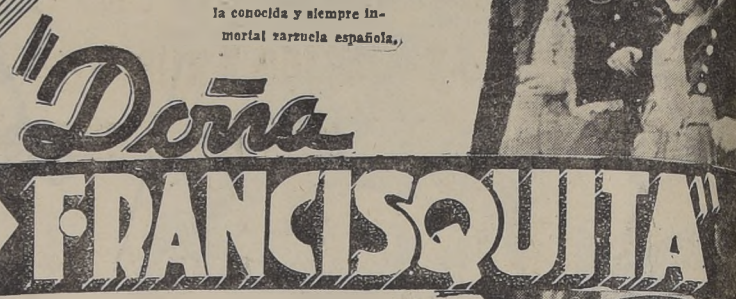 la conocida y siempre in-
mortal zarzuela española,
"Doña
FRANCISQUITA"